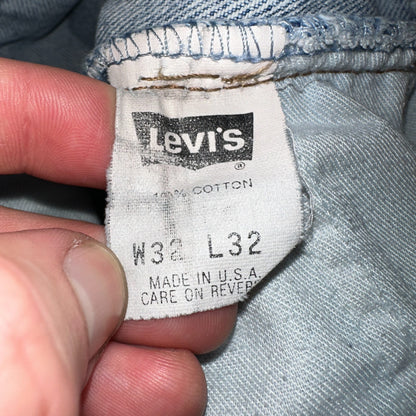 Levi's
®
100% COTTON
W32 L32
MADE IN U.S.A.
CARE ON REVERSE